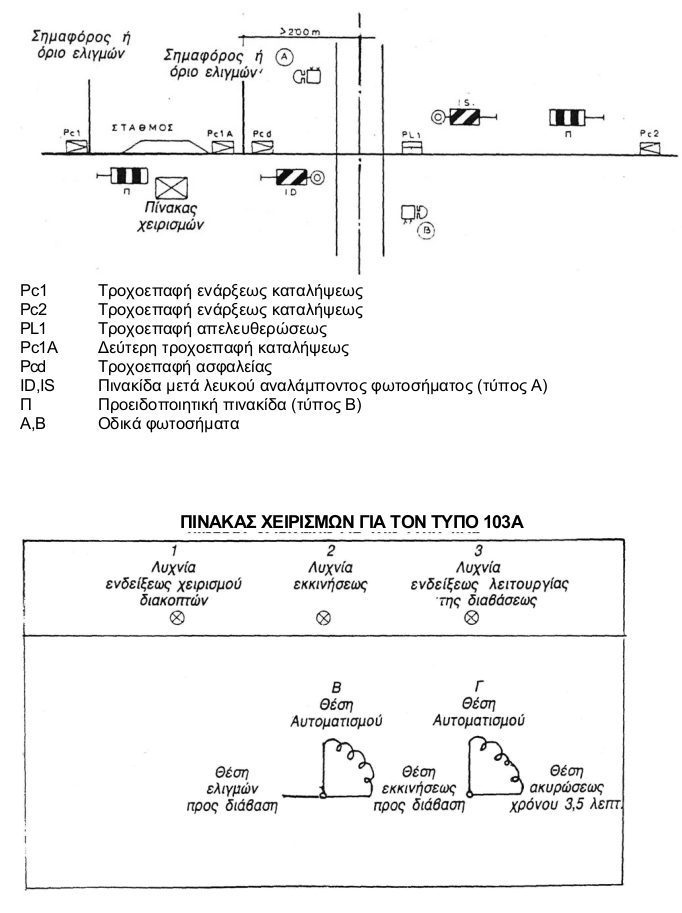 Σημαφόρος ή
όριο ελιγμών
Σημαφόρος ή
όριο ελιγμών
>200m
A
IS.
Π
Pc1
ΣΤΑΘΜΟΣ
Pc1A
Pcd
PL1
Pc2
Π
Πίνακας
χειρισμών
ID
B
Pc1 Τροχοεπαφή ενάρξεως καταλήψεως
Pc2 Τροχοεπαφή ενάρξεως καταλήψεως
PL1 Τροχοεπαφή απελευθερώσεως
Pc1A Δεύτερη τροχοεπαφή καταλήψεως
Pcd Τροχοεπαφή ασφαλείας
ID,IS Πινακίδα μετά λευκού αναλάμποντος φωτοσήματος (τύπος Α)
Π Προειδοποιητική πινακίδα (τύπος Β)
Α,Β Οδικά φωτοσήματα
ΠΙΝΑΚΑΣ ΧΕΙΡΙΣΜΩΝ ΓΙΑ ΤΟΝ ΤΥΠΟ 103Α
1
Λυχνία
ενδείξεως χειρισμού
διακοπτών
2
Λυχνία
εκκινήσεως
3
Λυχνία
ενδείξεως λειτουργίας
της διαβάσεως
Β
Θέση
Αυτοματισμού
Γ
Θέση
Αυτοματισμού
Θέση
ελιγμών
προς διάβαση
Θέση
εκκινήσεως
προς διάβαση
Θέση
ακυρώσεως
χρόνου 3,5 λεπτ.